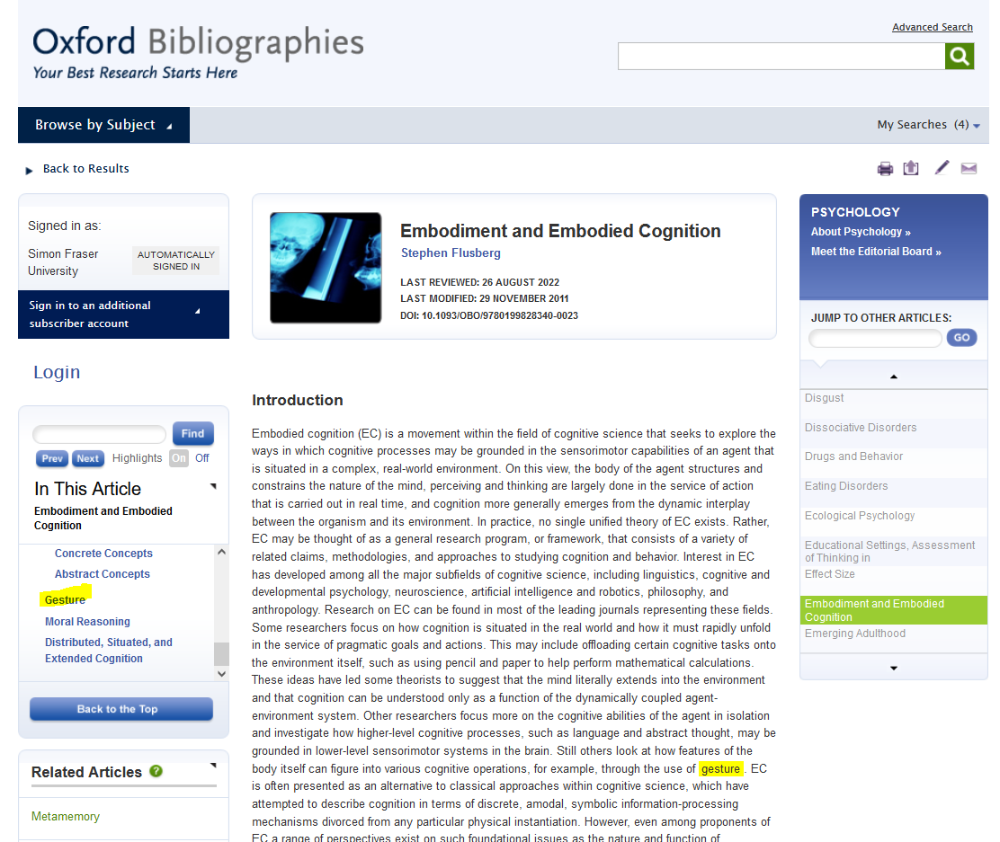 Oxford Bibliographies
Your Best Research Starts Here
Advanced Search
Browse by Subject
My Searches (4)
Back to Results
Signed in as:
Simon Fraser
University
AUTOMATICALLY
SIGNED IN
Sign in to an additional
subscriber account
Login
Find
Prev Next Highlights On Off
In This Article
Embodiment and Embodied
Cognition
Concrete Concepts
Abstract Concepts
Gesture
Moral Reasoning
Distributed, Situated, and
Extended Cognition
Back to the Top
Related Articles ?
Metamemory
Embodiment and Embodied Cognition
Stephen Flusberg
LAST REVIEWED: 26 AUGUST 2022
LAST MODIFIED: 29 NOVEMBER 2011
DOI: 10.1093/OBO/9780199828340-0023
Introduction
Embodied cognition (EC) is a movement within the field of cognitive science that seeks to explore the
ways in which cognitive processes may be grounded in the sensorimotor capabilities of an agent that
is situated in a complex, real-world environment. On this view, the body of the agent structures and
constrains the nature of the mind, perceiving and thinking are largely done in the service of action
that is carried out in real time, and cognition more generally emerges from the dynamic interplay
between the organism and its environment. In practice, no single unified theory of EC exists. Rather,
EC may be thought of as a general research program, or framework, that consists of a variety of
related claims, methodologies, and approaches to studying cognition and behavior. Interest in EC
has developed among all the major subfields of cognitive science, including linguistics, cognitive and
developmental psychology, neuroscience, artificial intelligence and robotics, philosophy, and
anthropology. Research on EC can be found in most of the leading journals representing these fields.
Some researchers focus on how cognition is situated in the real world and how it must rapidly unfold
in the service of pragmatic goals and actions. This may include offloading certain cognitive tasks onto
the environment itself, such as using pencil and paper to help perform mathematical calculations.
These ideas have led some theorists to suggest that the mind literally extends into the environment
and that cognition can be understood only as a function of the dynamically coupled agent-
environment system. Other researchers focus more on the cognitive abilities of the agent in isolation
and investigate how higher-level cognitive processes, such as language and abstract thought, may be
grounded in lower-level sensorimotor systems in the brain. Still others look at how features of the
body itself can figure into various cognitive operations, for example, through the use of gesture. EC
is often presented as an alternative to classical approaches within cognitive science, which have
attempted to describe cognition in terms of discrete, amodal, symbolic information-processing
mechanisms divorced from any particular physical instantiation. However, even among proponents of
EC a range of perspectives exist on such foundational issues as the nature and function of
PSYCHOLOGY
About Psychology »
Meet the Editorial Board »
JUMP TO OTHER ARTICLES:
GO
Disgust
Dissociative Disorders
Drugs and Behavior
Eating Disorders
Ecological Psychology
Educational Settings, Assessment
of Thinking in
Effect Size
Embodiment and Embodied
Cognition
Emerging Adulthood